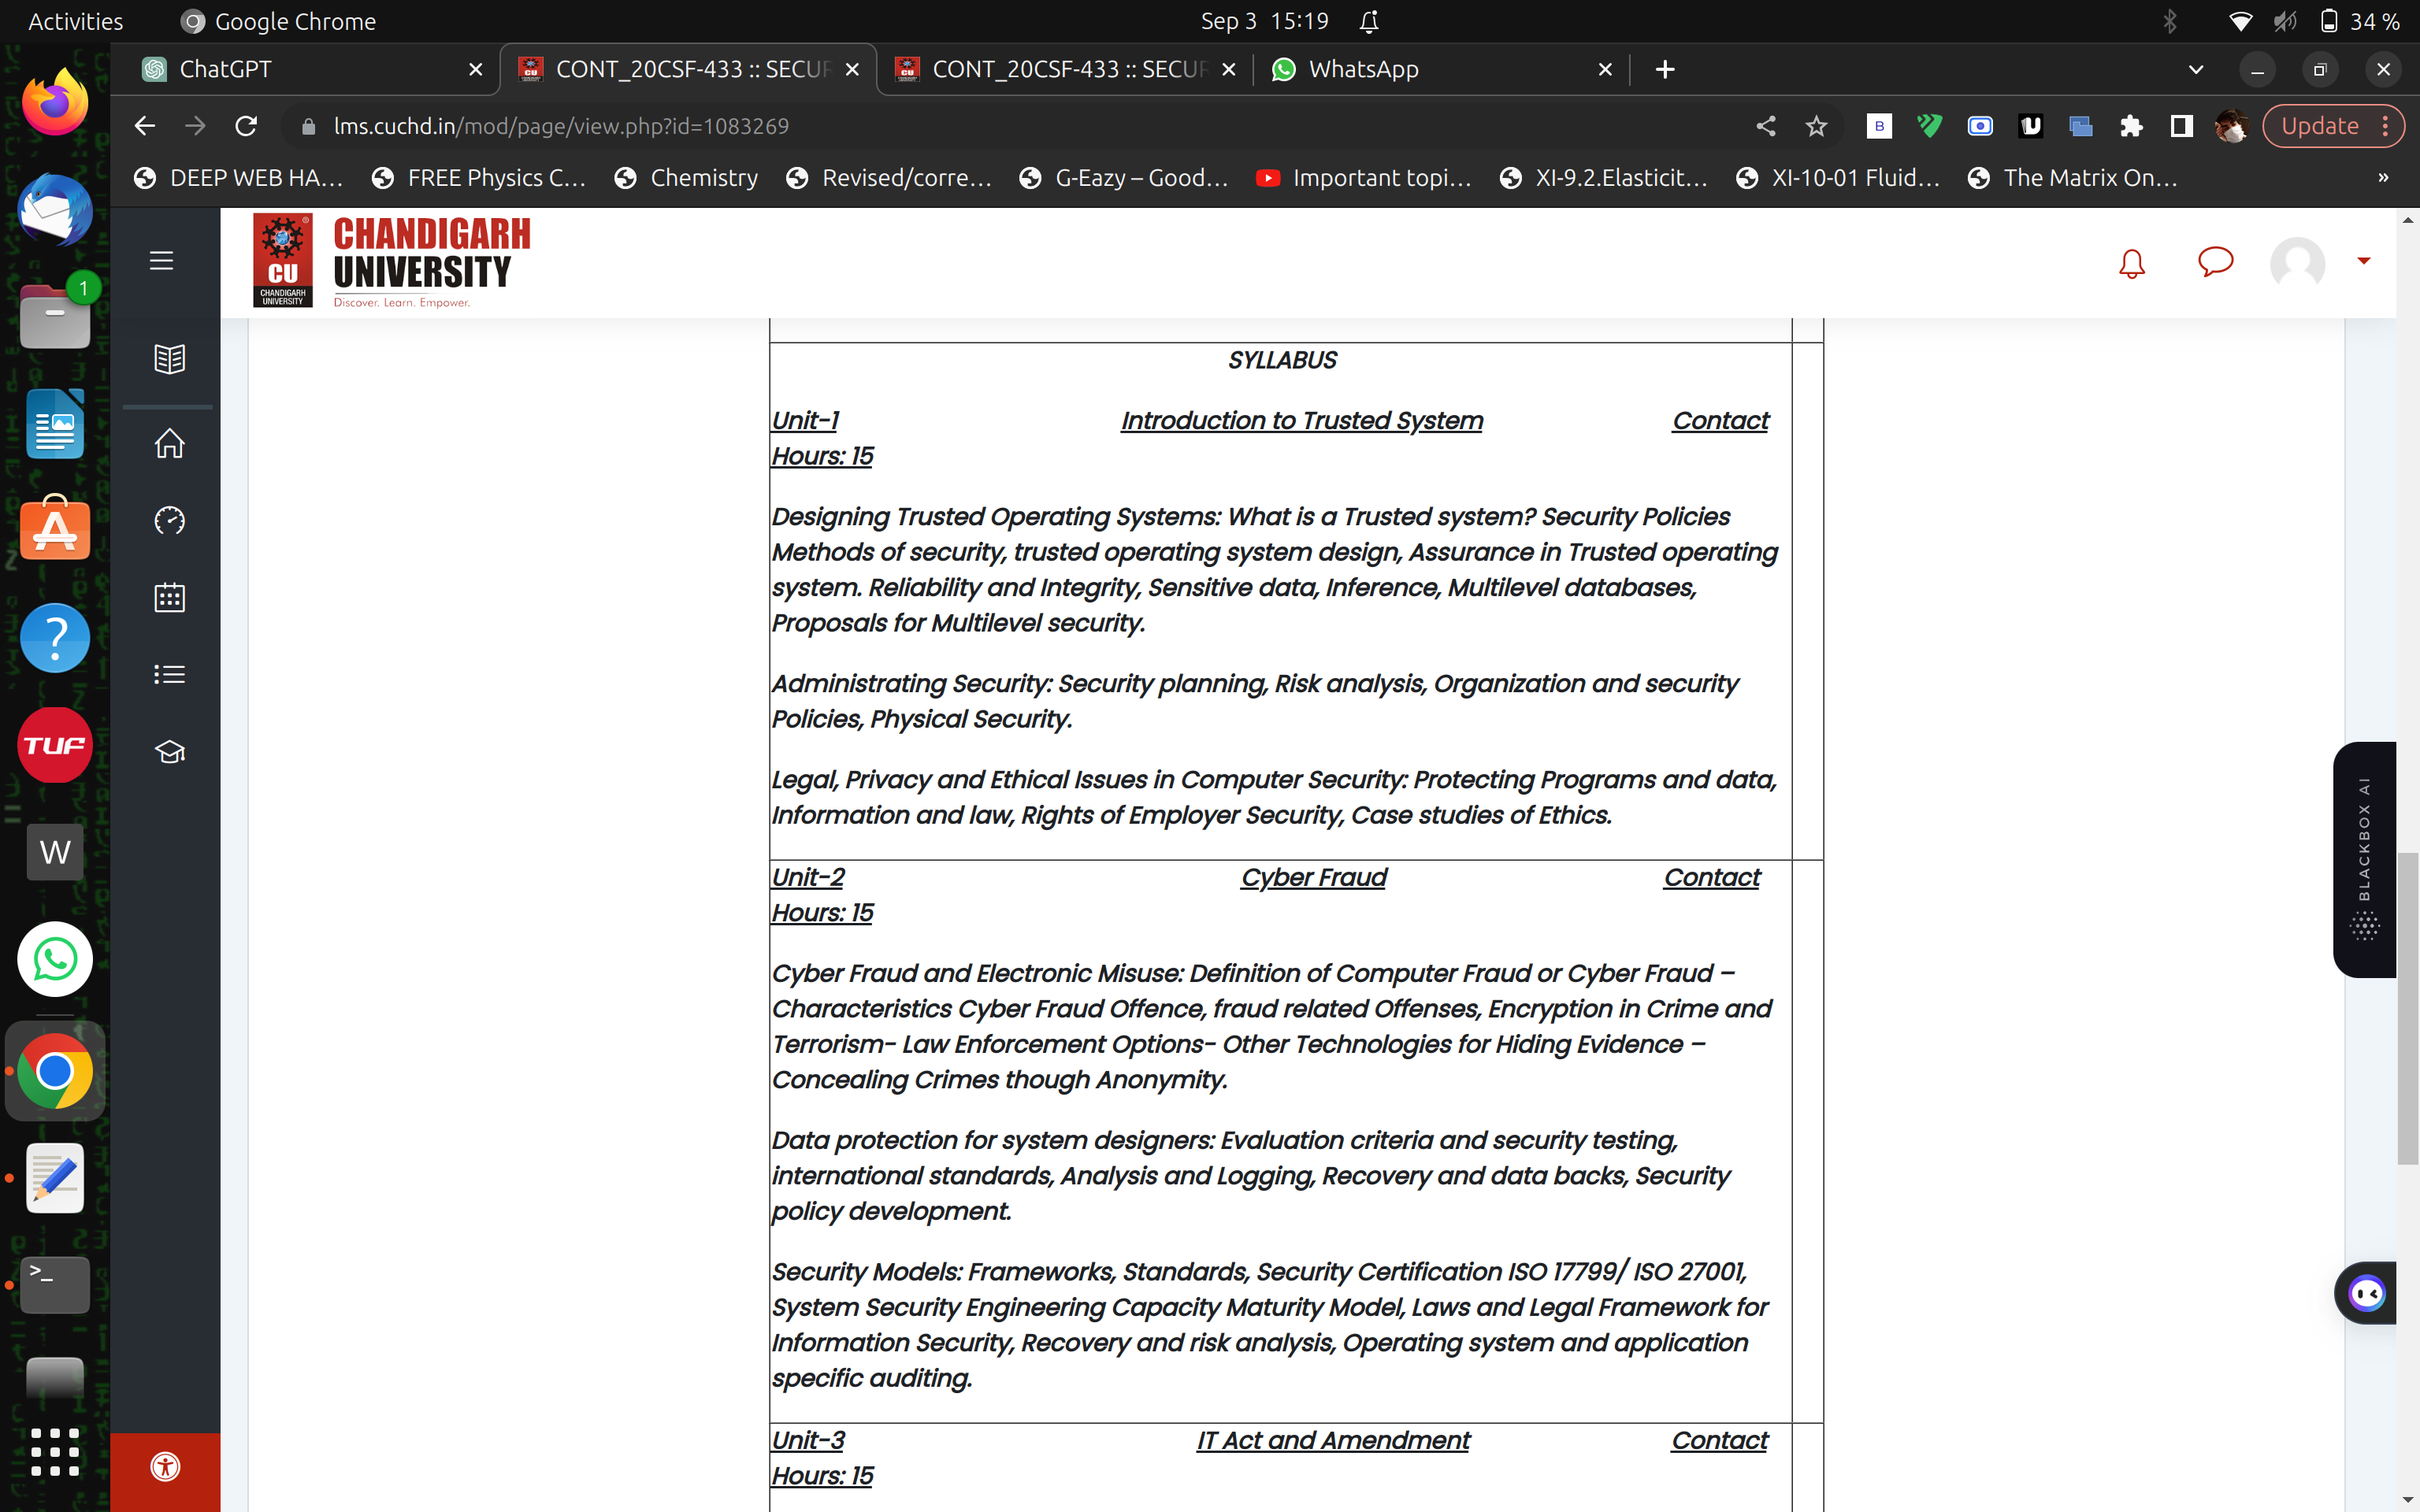 Activities
Google Chrome
Sep 3 15:19
34 %
ChatGPT
CONT_20CSF-433 :: SECUR
CONT_20CSF-433 :: SECUR
WhatsApp
lms.cuchd.in/mod/page/view.php?id=1083269
Update
DEEP WEB HA...
FREE Physics C...
Chemistry
Revised/corre...
G-Eazy – Good...
Important topi...
XI-9.2.Elasticit...
XI-10-01 Fluid...
The Matrix On...
»
CU
CHANDIGARH
UNIVERSITY
CHANDIGARH
UNIVERSITY
Discover. Learn. Empower.
1
TUF
W
SYLLABUS
Unit-1 Introduction to Trusted System Contact
Hours: 15
Designing Trusted Operating Systems: What is a Trusted system? Security Policies
Methods of security, trusted operating system design, Assurance in Trusted operating
system. Reliability and Integrity, Sensitive data, Inference, Multilevel databases,
Proposals for Multilevel security.
Administrating Security: Security planning, Risk analysis, Organization and security
Policies, Physical Security.
Legal, Privacy and Ethical Issues in Computer Security: Protecting Programs and data,
Information and law, Rights of Employer Security, Case studies of Ethics.
Unit-2 Cyber Fraud Contact
Hours: 15
Cyber Fraud and Electronic Misuse: Definition of Computer Fraud or Cyber Fraud –
Characteristics Cyber Fraud Offence, fraud related Offenses, Encryption in Crime and
Terrorism- Law Enforcement Options- Other Technologies for Hiding Evidence –
Concealing Crimes though Anonymity.
Data protection for system designers: Evaluation criteria and security testing,
international standards, Analysis and Logging, Recovery and data backs, Security
policy development.
Security Models: Frameworks, Standards, Security Certification ISO 17799/ ISO 27001,
System Security Engineering Capacity Maturity Model, Laws and Legal Framework for
Information Security, Recovery and risk analysis, Operating system and application
specific auditing.
Unit-3 IT Act and Amendment Contact
Hours: 15
BLACKBOX AI